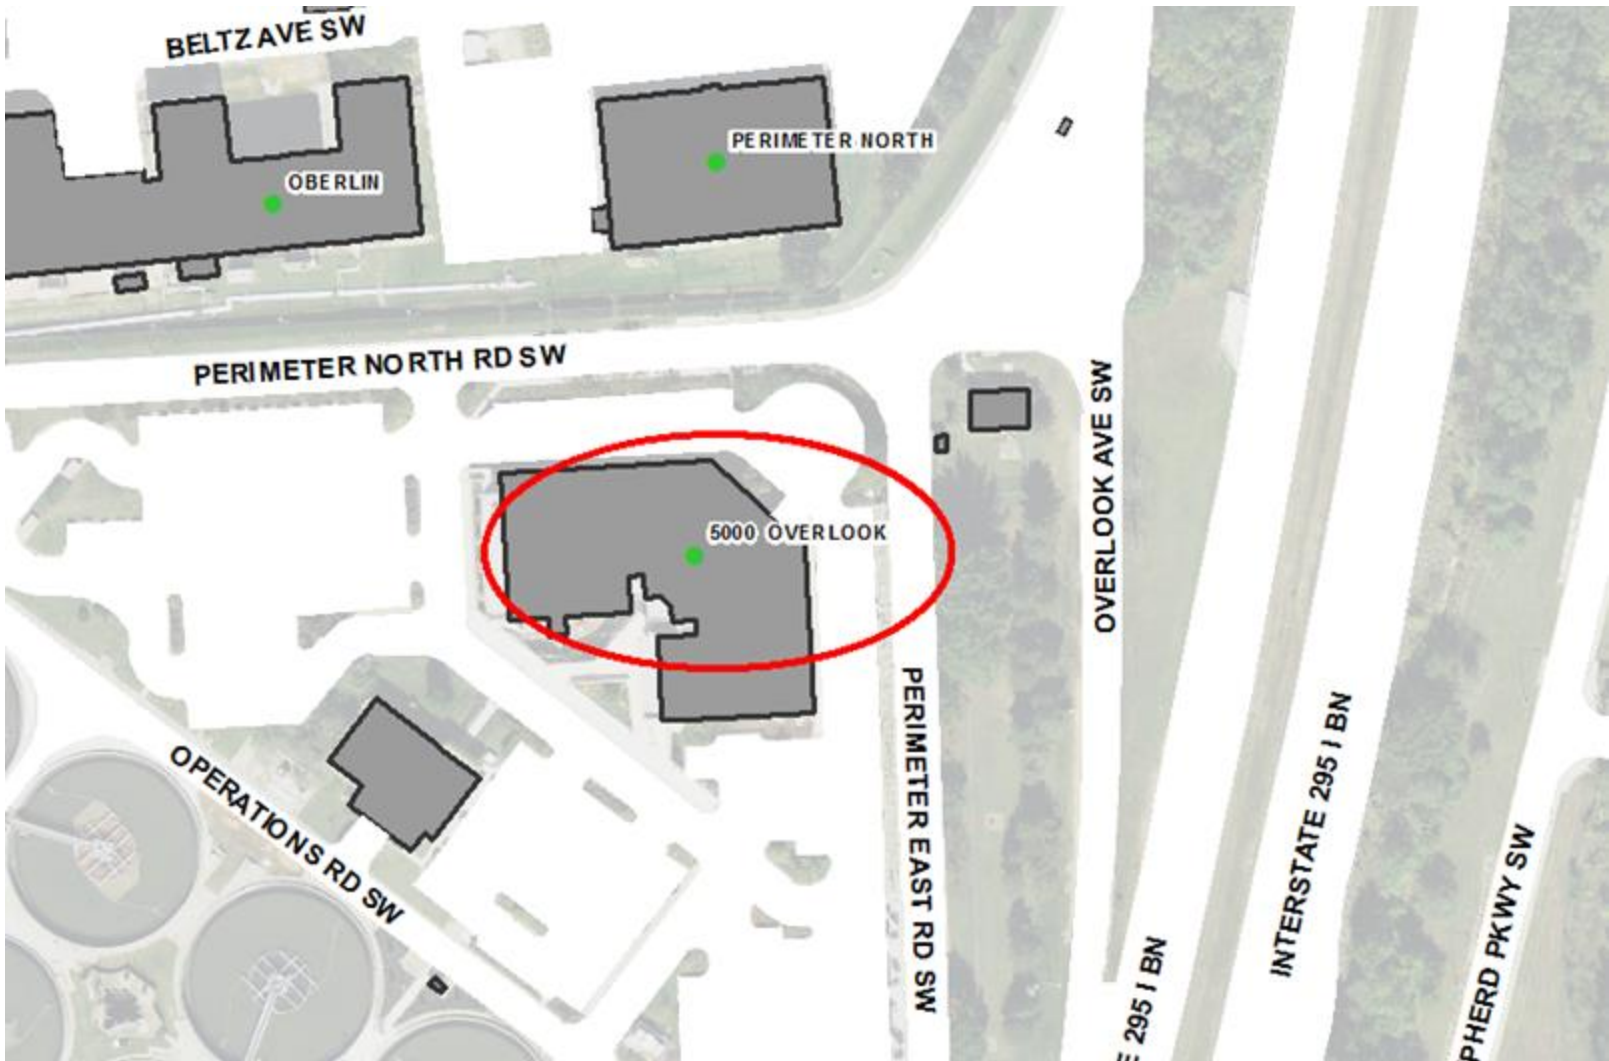 BELTZ AVE SW
PERIMETER NORTH
OBERLIN
PERIMETER NORTH RD SW
OVERLOOK AVE SW
5000 OVERLOOK
PERIMETER EAST RD SW
INTERSTATE 295 I BN
OPERATIONS RD SW
PHERD PKWY SW
E 295 I BN